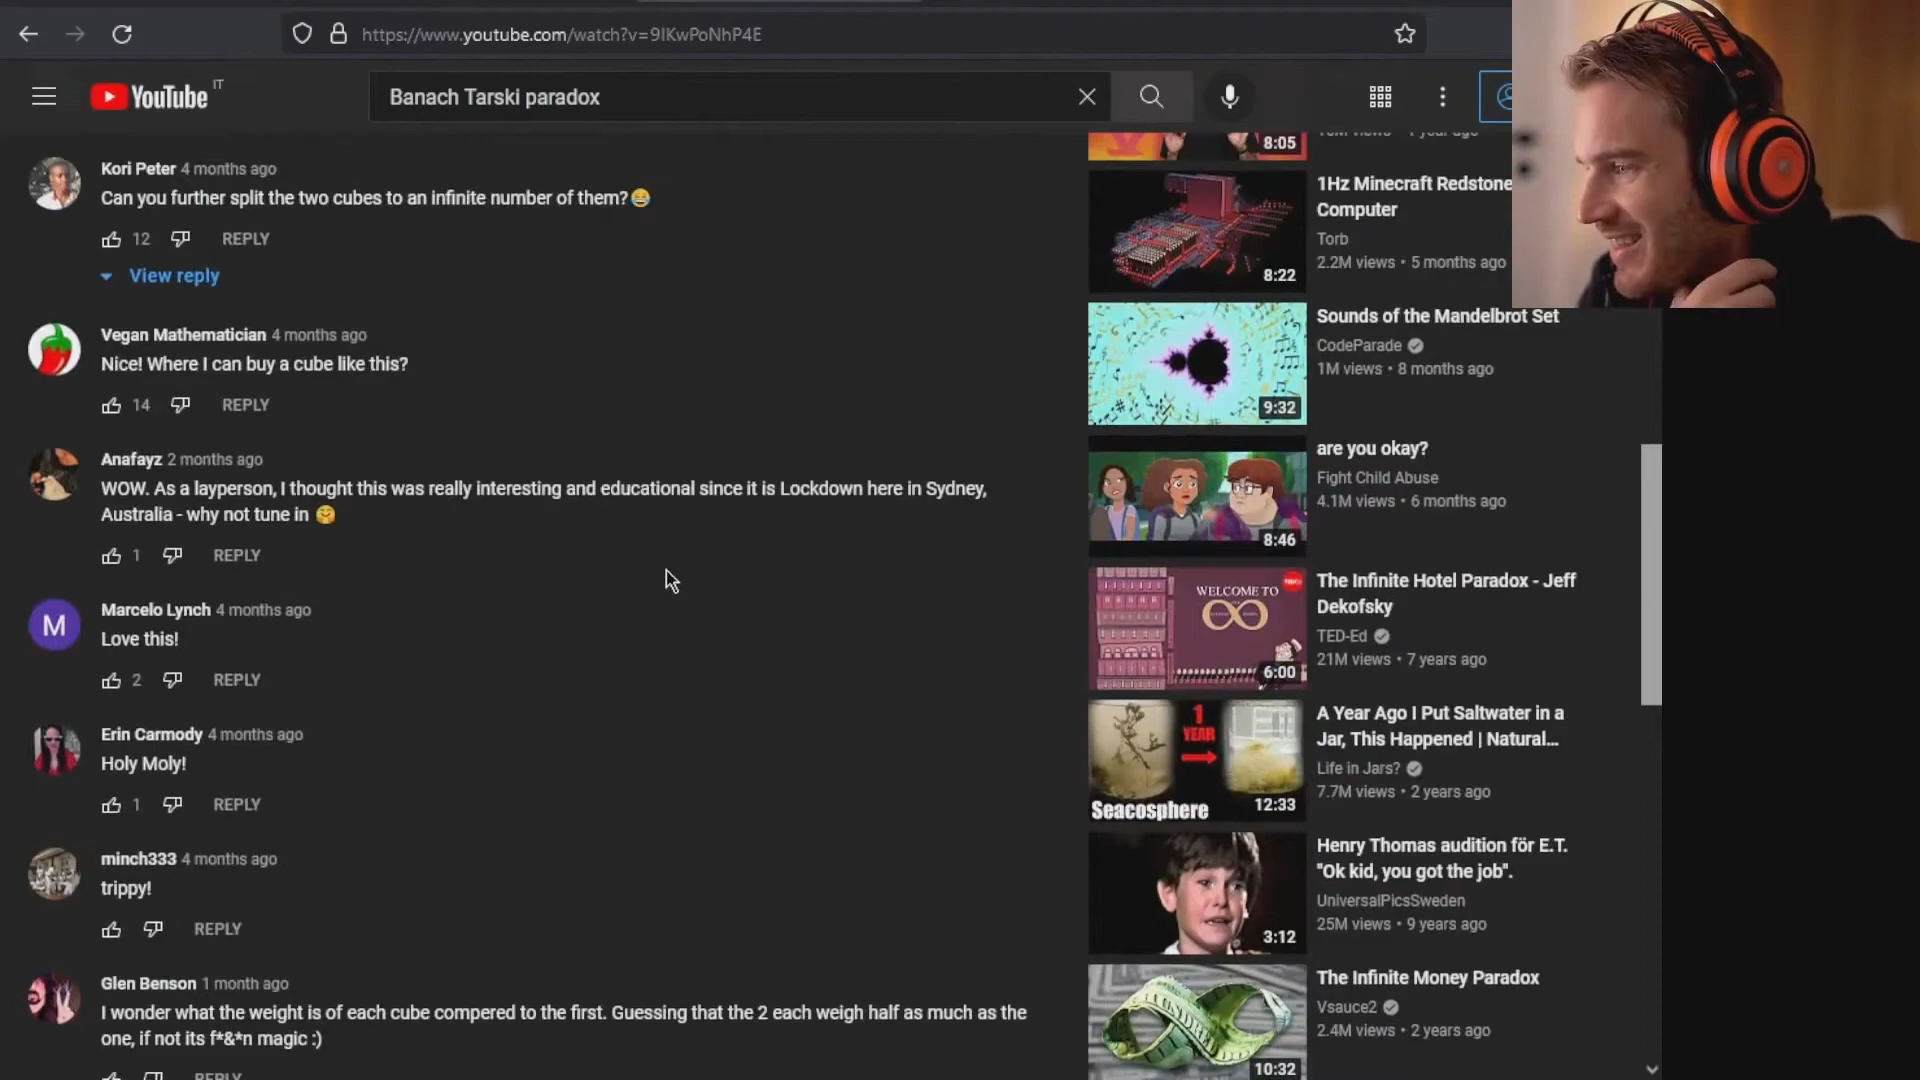 https://www.youtube.com/watch?v=9IKwPoNhP4E
YouTube IT
Banach Tarski paradox
Kori Peter 4 months ago
Can you further split the two cubes to an infinite number of them?😂
12 REPLY
View reply
Vegan Mathematician 4 months ago
Nice! Where I can buy a cube like this?
14 REPLY
Anafayz 2 months ago
WOW. As a layperson, I thought this was really interesting and educational since it is Lockdown here in Sydney,
Australia - why not tune in 🤗
1 REPLY
Marcelo Lynch 4 months ago
M
Love this!
2 REPLY
Erin Carmody 4 months ago
Holy Moly!
1 REPLY
minch333 4 months ago
trippy!
REPLY
Glen Benson 1 month ago
I wonder what the weight is of each cube compered to the first. Guessing that the 2 each weigh half as much as the
one, if not its f*&*n magic :)
REPLY
8:05
1Hz Minecraft Redstone
Computer
Torb
2.2M views • 5 months ago
8:22
Sounds of the Mandelbrot Set
CodeParade
1M views • 8 months ago
9:32
are you okay?
Fight Child Abuse
4.1M views • 6 months ago
8:46
WELCOME TO
The Infinite Hotel Paradox - Jeff
Dekofsky
TED-Ed
21M views • 7 years ago
6:00
1
YEAR
Seacosphere
12:33
A Year Ago I Put Saltwater in a
Jar, This Happened | Natural...
Life in Jars?
7.7M views • 2 years ago
Henry Thomas audition för E.T.
"Ok kid, you got the job".
UniversalPicsSweden
25M views • 9 years ago
3:12
The Infinite Money Paradox
Vsauce2
2.4M views • 2 years ago
10:32